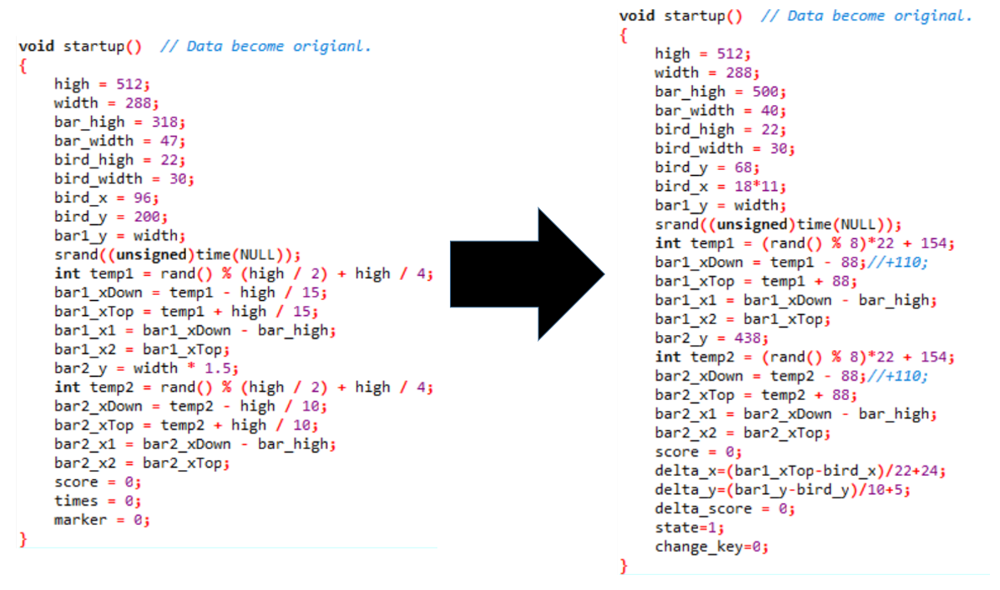 void startup()  // Data become origianl.
{
    high = 512;
    width = 288;
    bar_high = 318;
    bar_width = 47;
    bird_high = 22;
    bird_width = 30;
    bird_x = 96;
    bird_y = 200;
    bar1_y = width;
    srand((unsigned)time(NULL));
    int temp1 = rand() % (high / 2) + high / 4;
    bar1_xDown = temp1 - high / 15;
    bar1_xTop = temp1 + high / 15;
    bar1_x1 = bar1_xDown - bar_high;
    bar1_x2 = bar1_xTop;
    bar2_y = width * 1.5;
    int temp2 = rand() % (high / 2) + high / 4;
    bar2_xDown = temp2 - high / 10;
    bar2_xTop = temp2 + high / 10;
    bar2_x1 = bar2_xDown - bar_high;
    bar2_x2 = bar2_xTop;
    score = 0;
    times = 0;
    marker = 0;
}
void startup()  // Data become original.
{
    high = 512;
    width = 288;
    bar_high = 500;
    bar_width = 40;
    bird_high = 22;
    bird_width = 30;
    bird_y = 68;
    bird_x = 18*11;
    bar1_y = width;
    srand((unsigned)time(NULL));
    int temp1 = (rand() % 8)*22 + 154;
    bar1_xDown = temp1 - 88;//+110;
    bar1_xTop = temp1 + 88;
    bar1_x1 = bar1_xDown - bar_high;
    bar1_x2 = bar1_xTop;
    bar2_y = 438;
    int temp2 = (rand() % 8)*22 + 154;
    bar2_xDown = temp2 - 88;//+110;
    bar2_xTop = temp2 + 88;
    bar2_x1 = bar2_xDown - bar_high;
    bar2_x2 = bar2_xTop;
    score = 0;
    delta_x=(bar1_xTop-bird_x)/22+24;
    delta_y=(bar1_y-bird_y)/10+5;
    delta_score = 0;
    state=1;
    change_key=0;
}